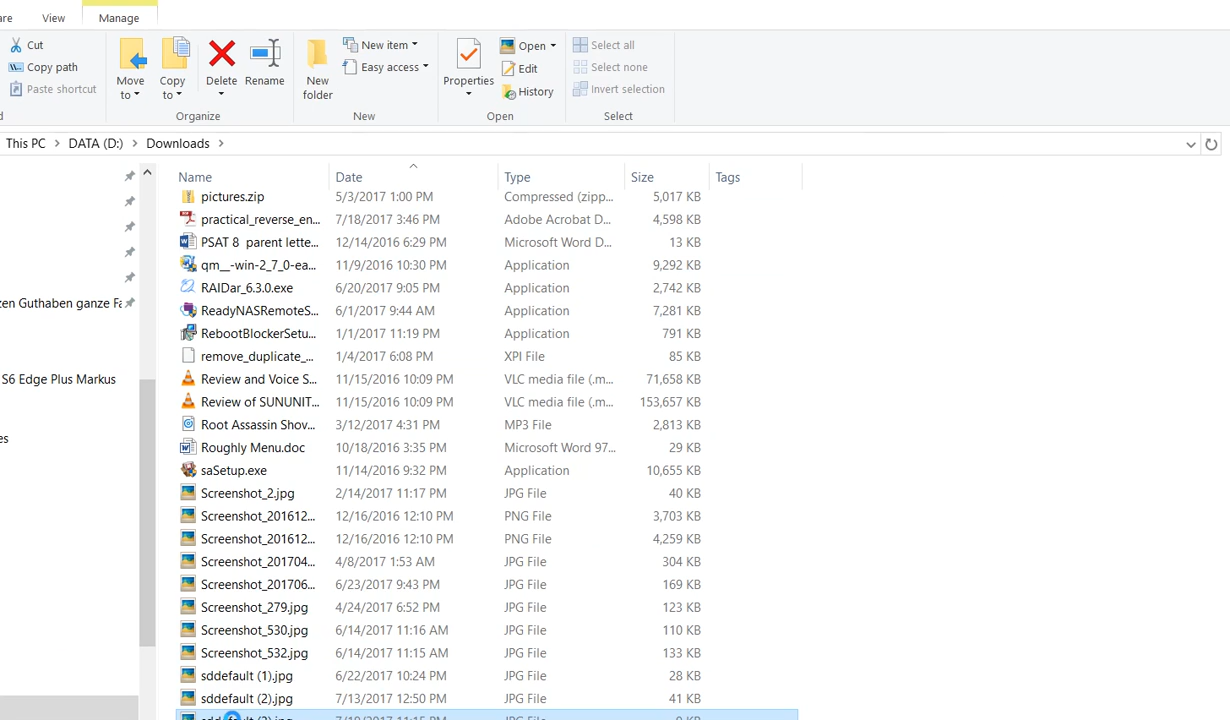 are View Manage
Cut
Copy path
Paste shortcut
Move to
Copy to
Delete
Rename
Organize
New folder
New item
Easy access
New
Properties
Open
Edit
History
Open
Select all
Select none
Invert selection
Select
This PC > DATA (D:) > Downloads >
zen Guthaben ganze Fa
S6 Edge Plus Markus
es
Name Date Type Size Tags
pictures.zip 5/3/2017 1:00 PM Compressed (zipp... 5,017 KB
practical_reverse_en... 7/18/2017 3:46 PM Adobe Acrobat D... 4,598 KB
PSAT 8 parent lette... 12/14/2016 6:29 PM Microsoft Word D... 13 KB
qm__-win-2_7_0-ea... 11/9/2016 10:30 PM Application 9,292 KB
RAIDar_6.3.0.exe 6/20/2017 9:05 PM Application 2,742 KB
ReadyNASRemoteS... 6/1/2017 9:44 AM Application 7,281 KB
RebootBlockerSetu... 1/1/2017 11:19 PM Application 791 KB
remove_duplicate_... 1/4/2017 6:08 PM XPI File 85 KB
Review and Voice S... 11/15/2016 10:09 PM VLC media file (.m... 71,658 KB
Review of SUNUNIT... 11/15/2016 10:09 PM VLC media file (.m... 153,657 KB
Root Assassin Shov... 3/12/2017 4:31 PM MP3 File 2,813 KB
Roughly Menu.doc 10/18/2016 3:35 PM Microsoft Word 97... 29 KB
saSetup.exe 11/14/2016 9:32 PM Application 10,655 KB
Screenshot_2.jpg 2/14/2017 11:17 PM JPG File 40 KB
Screenshot_201612... 12/16/2016 12:10 PM PNG File 3,703 KB
Screenshot_201612... 12/16/2016 12:10 PM PNG File 4,259 KB
Screenshot_201704... 4/8/2017 1:53 AM JPG File 304 KB
Screenshot_201706... 6/23/2017 9:43 PM JPG File 169 KB
Screenshot_279.jpg 4/24/2017 6:52 PM JPG File 123 KB
Screenshot_530.jpg 6/14/2017 11:16 AM JPG File 110 KB
Screenshot_532.jpg 6/14/2017 11:15 AM JPG File 133 KB
sddefault (1).jpg 6/22/2017 10:24 PM JPG File 28 KB
sddefault (2).jpg 7/13/2017 12:50 PM JPG File 41 KB